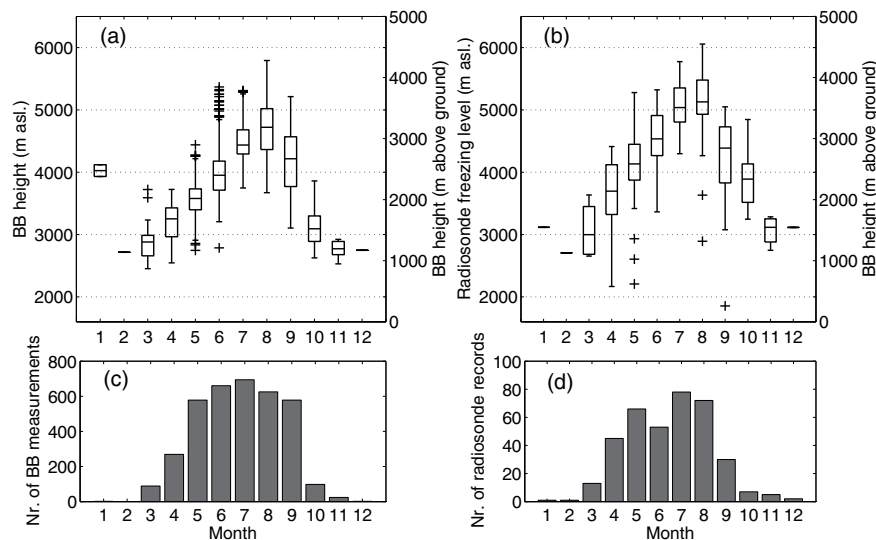 (a)
BB height (m asl.)
6000
5000
4000
3000
2000
5000
4000
3000
2000
1000
0
BB height (m above ground)
1 2 3 4 5 6 7 8 9 10 11 12
(b)
Radiosonde freezing level (m asl.)
6000
5000
4000
3000
2000
5000
4000
3000
2000
1000
0
BB height (m above ground)
1 2 3 4 5 6 7 8 9 10 11 12
(c)
Nr. of BB measurements
800
600
400
200
0
1 2 3 4 5 6 7 8 9 10 11 12
Month
(d)
Nr. of radiosonde records
100
80
60
40
20
0
1 2 3 4 5 6 7 8 9 10 11 12
Month